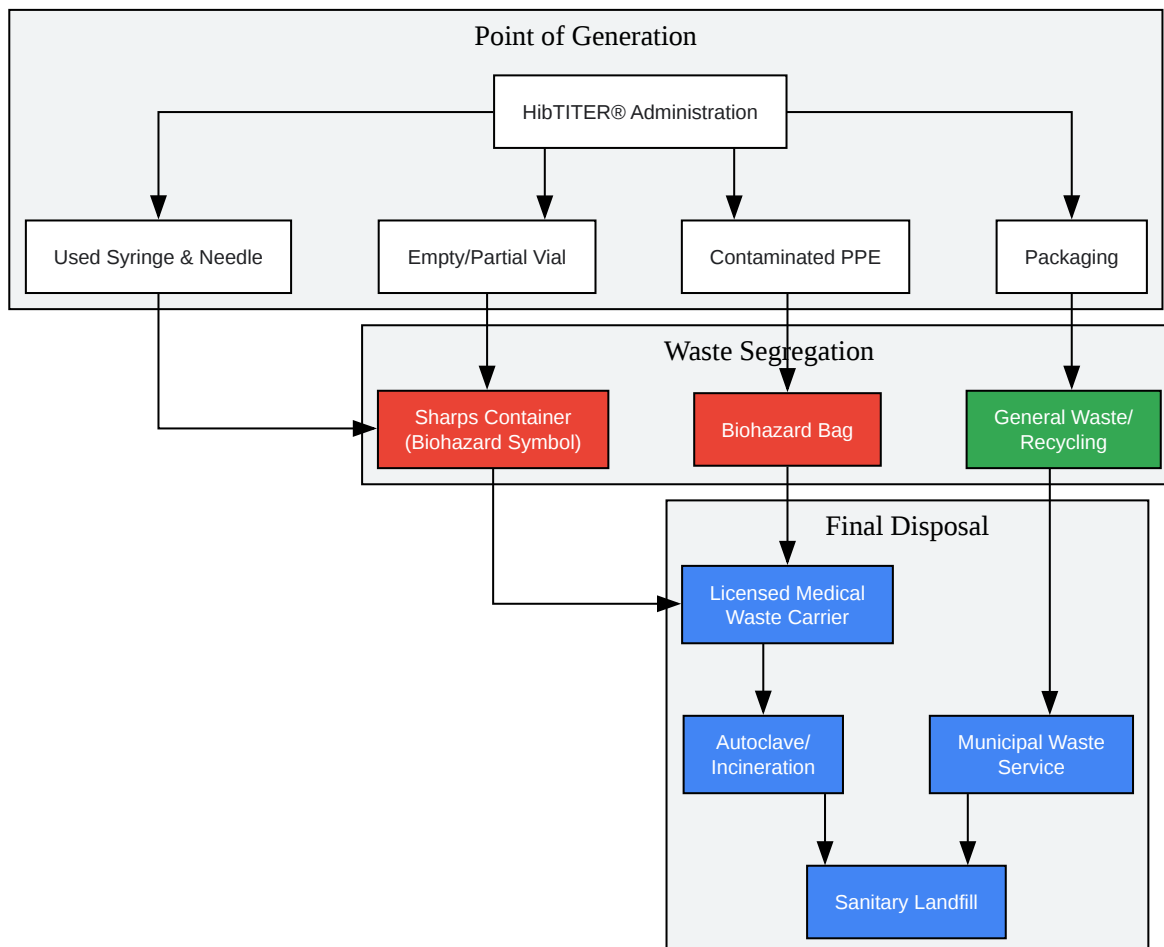 Point of Generation
HibTITER® Administration
Used Syringe & Needle
Empty/Partial Vial
Contaminated PPE
Packaging
Waste Segregation
Sharps Container
(Biohazard Symbol)
Biohazard Bag
General Waste/
Recycling
Final Disposal
Licensed Medical
Waste Carrier
Autoclave/
Incineration
Municipal Waste
Service
Sanitary Landfill